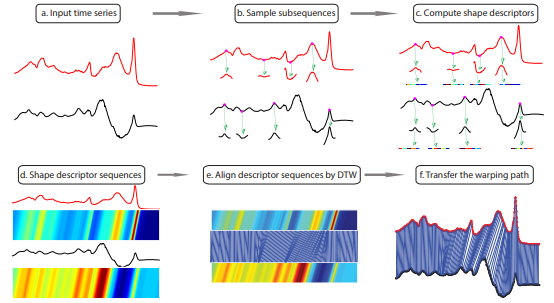 a. Input time series
b. Sample subsequences
c. Compute shape descriptors
d. Shape descriptor sequences
e. Align descriptor sequences by DTW
f. Transfer the warping path